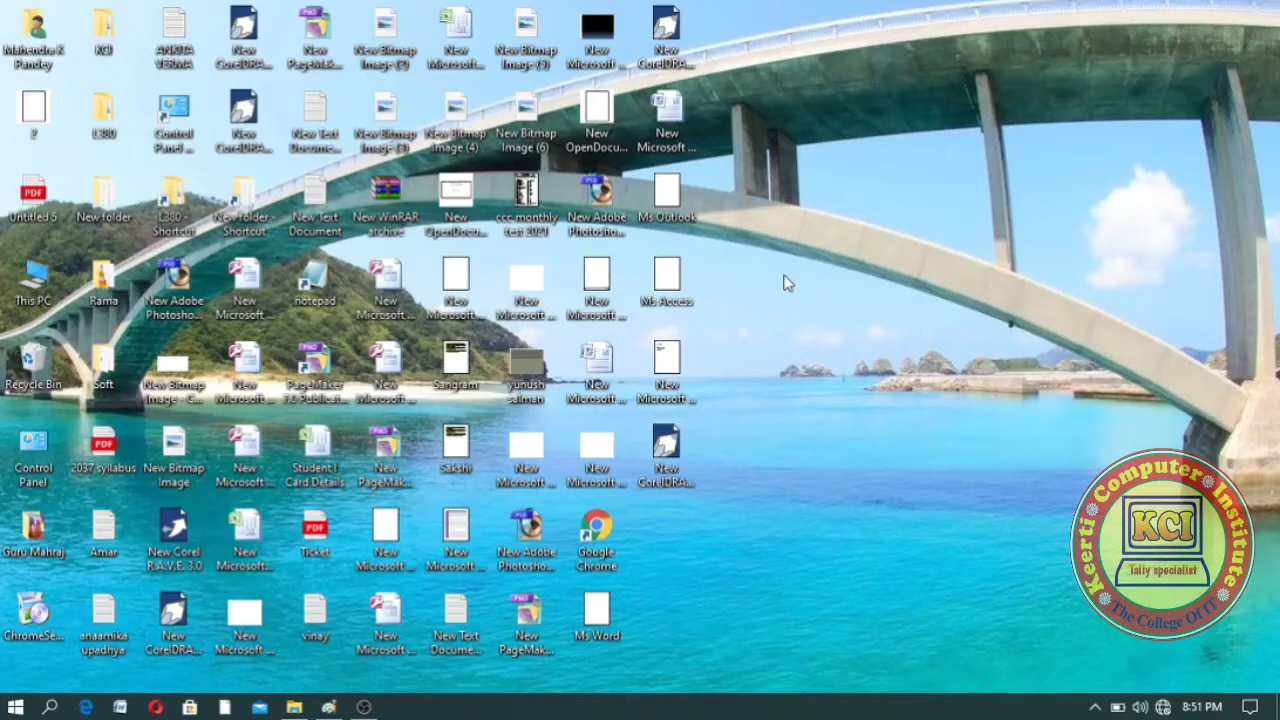 Mahendra K
Pandey
KCI
ANKITA
VERMA
New
CorelDRA...
New
PageMak...
New Bitmap
Image (2)
New
Microsoft...
New Bitmap
Image (5)
New
Microsoft ...
New
CorelDRA...
2
L380
Control
Panel ...
New
CorelDRA...
New Text
Docume...
New Bitmap
Image (3)
New Bitmap
Image (4)
New Bitmap
Image (6)
New
OpenDocu...
New
Microsoft ...
PDF
Untitled 5
New folder
L380 -
Shortcut
New folder -
Shortcut
New Text
Document
New WinRAR
archive
New
OpenDocu...
ccc monthly
test 2021
New Adobe
Photosho...
Ms Outlook
This PC
Rama
New Adobe
Photosho...
New
Microsoft ...
notepad
New
Microsoft ...
New
Microsoft ...
New
Microsoft ...
New
Microsoft ...
Ms Access
Recycle Bin
Soft
New Bitmap
New
Microsoft ...
PageMaker
7.0 Publicat...
New
Microsoft ...
Sangram
yunush
salman
New
Microsoft ...
New
Microsoft ...
Control
Panel
PDF
2037 syllabus
New Bitmap
Image
New
Microsoft ...
Student I
Card Details
New
PageMak...
Sakshi
New
Microsoft ...
New
Microsoft ...
New
CorelDRA...
Guru Mahraj
Amar
New Corel
R.A.V.E. 3.0
New
Microsoft...
PDF
Ticket
New
Microsoft ...
New
Microsoft ...
New Adobe
Photosho...
Google
Chrome
ChromeSe...
anaamika
upadhya
New
CorelDRA...
New
Microsoft ...
vinay
New
Microsoft ...
New Text
Docume...
New
PageMak...
Ms Word
Keerti Computer Institute
KCI
Tally specialist
The College Of IT
8:51 PM